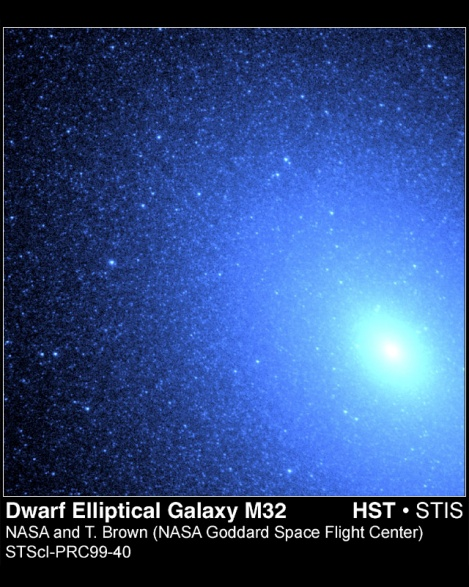 Dwarf Elliptical Galaxy M32 HST • STIS
NASA and T. Brown (NASA Goddard Space Flight Center)
STScI-PRC99-40